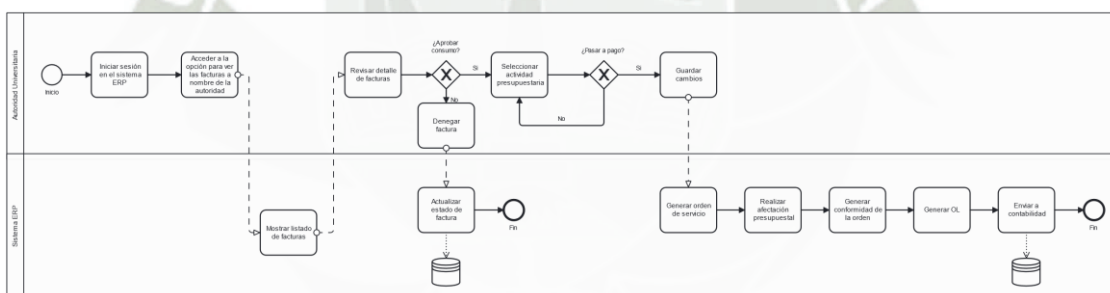 Autoridad Universitaria
INICIO
Iniciar sesión
en el sistema
ERP
Acceder a la
opción para ver
las facturas a
nombre de la
autoridad
Revisar detalle
de facturas
¿Aprobar
consumo?
Si
No
Denegar
factura
Seleccionar
actividad
presupuestaria
¿Pasar a pago?
Si
No
Guardar
cambios
Sistema ERP
Mostrar listado
de facturas
Actualizar
estado de
factura
Fin
Generar orden
de servicio
Realizar
afectación
presupuestal
Generar
conformidad de
la orden
Generar OL
Enviar a
contabilidad
Fin